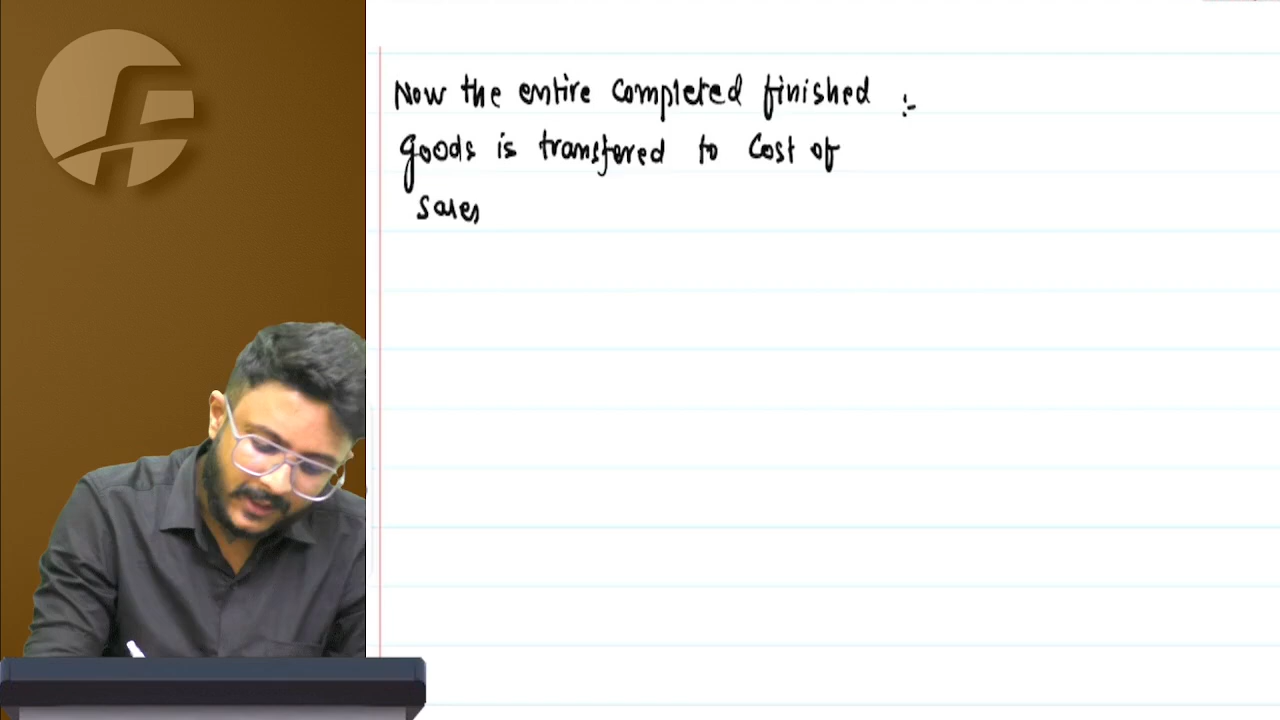 Now the entire Completed finished :-
goods is transfered to Cost of
Sales